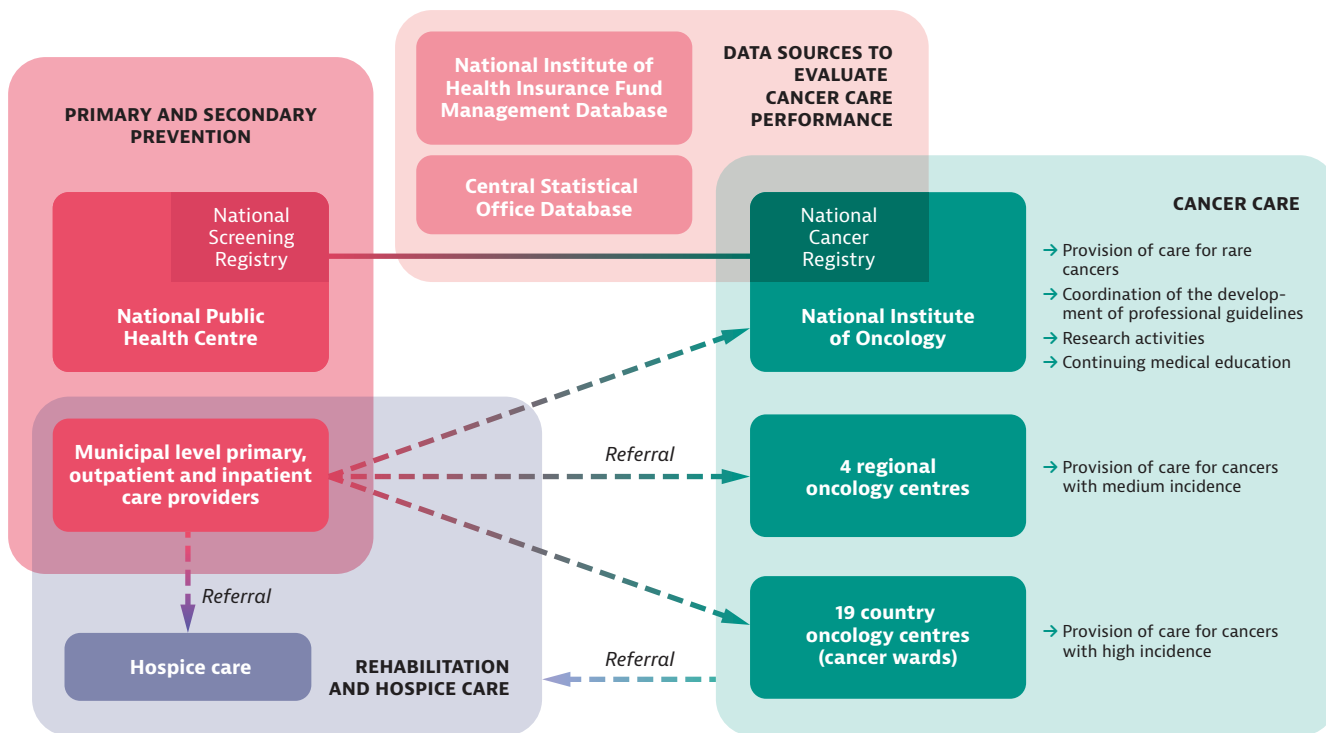 PRIMARY AND SECONDARY
PREVENTION
National
Screening
Registry
National Public
Health Centre
Municipal level primary,
outpatient and inpatient
care providers
Referral
Hospice care
REHABILITATION
AND HOSPICE CARE
National Institute of
Health Insurance Fund
Management Database
Central Statistical
Office Database
DATA SOURCES TO
EVALUATE
CANCER CARE
PERFORMANCE
Referral
Referral
CANCER CARE
National
Cancer
Registry
National Institute
of Oncology
→ Provision of care for rare
cancers
→ Coordination of the develop-
ment of professional guidelines
→ Research activities
→ Continuing medical education
4 regional
oncology centres
→ Provision of care for cancers
with medium incidence
19 country
oncology centres
(cancer wards)
→ Provision of care for cancers
with high incidence